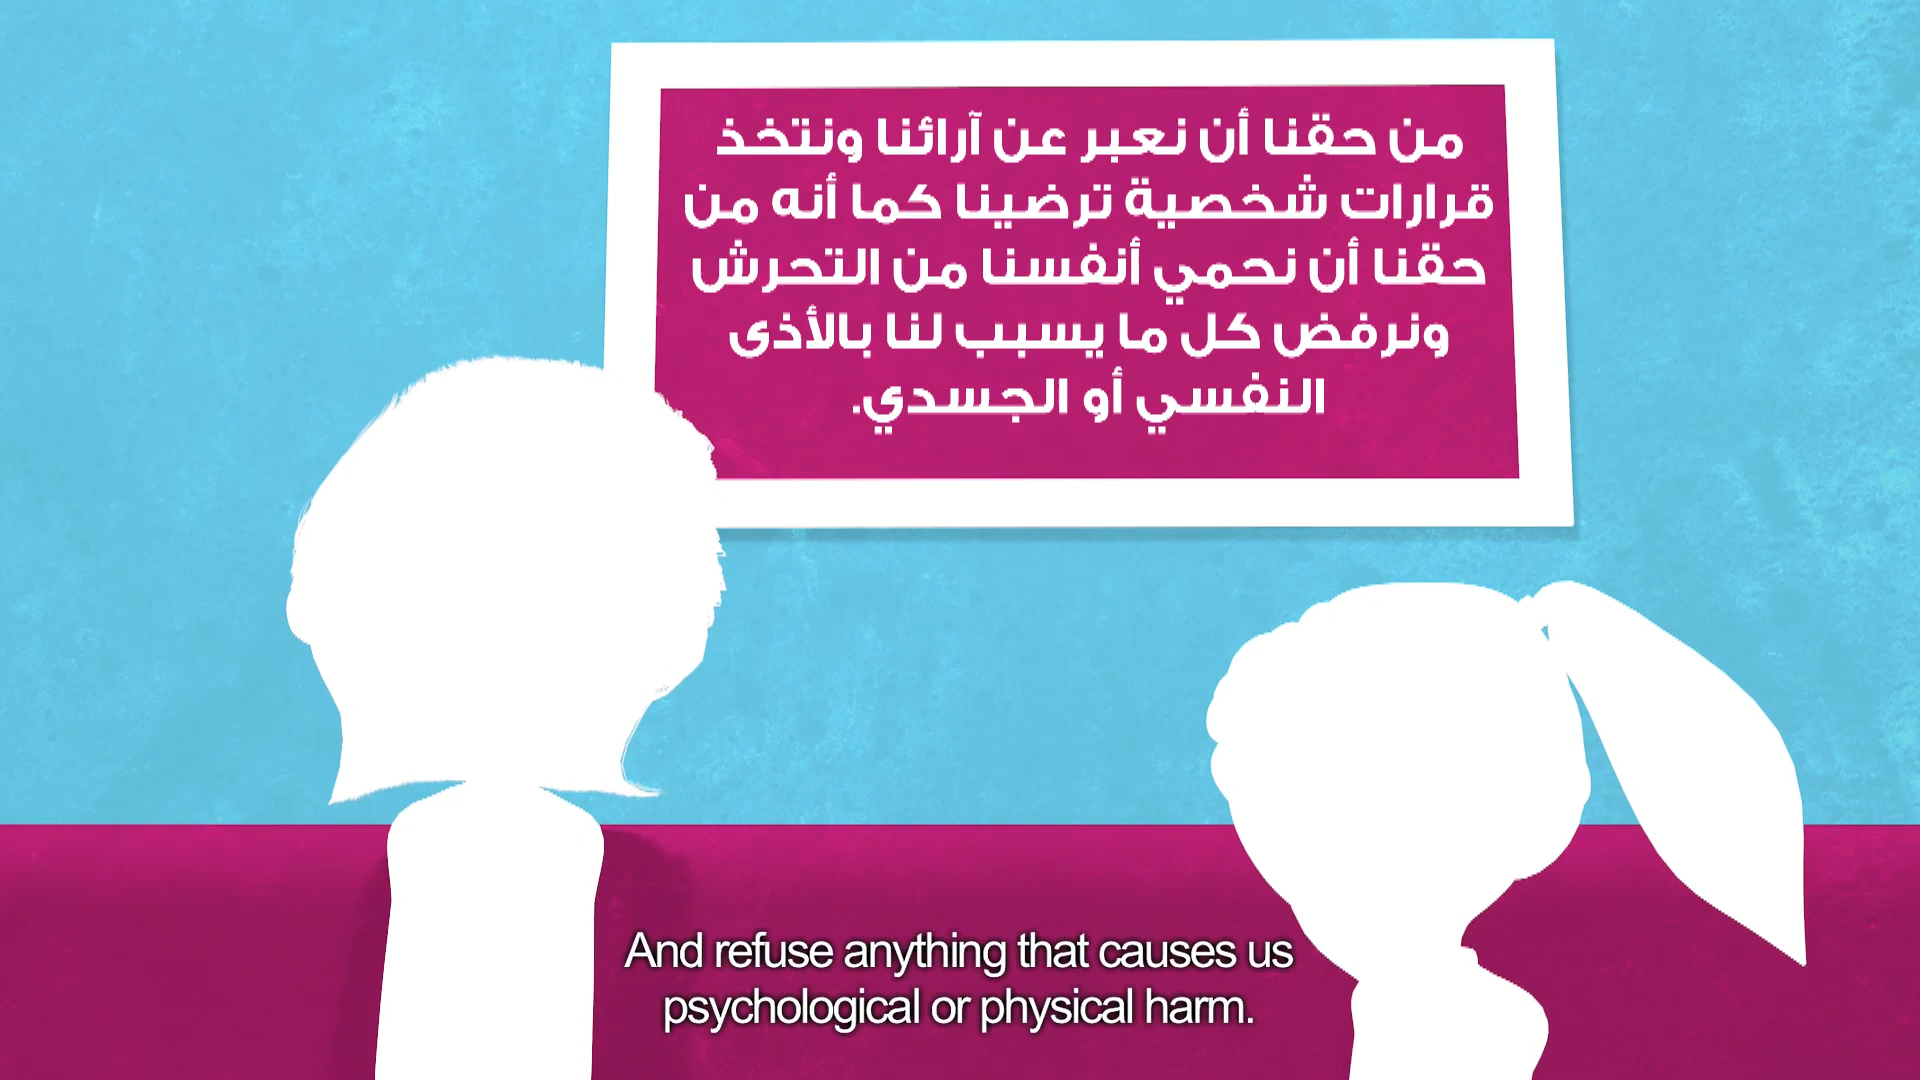 من حقنا أن نعبر عن آرائنا ونتخذ
قرارات شخصية ترضينا كما أنه من
حقنا أن نحمي أنفسنا من التحرش
ونرفض كل ما يسبب لنا بالأذى
النفسي أو الجسدي.
And refuse anything that causes us
psychological or physical harm.